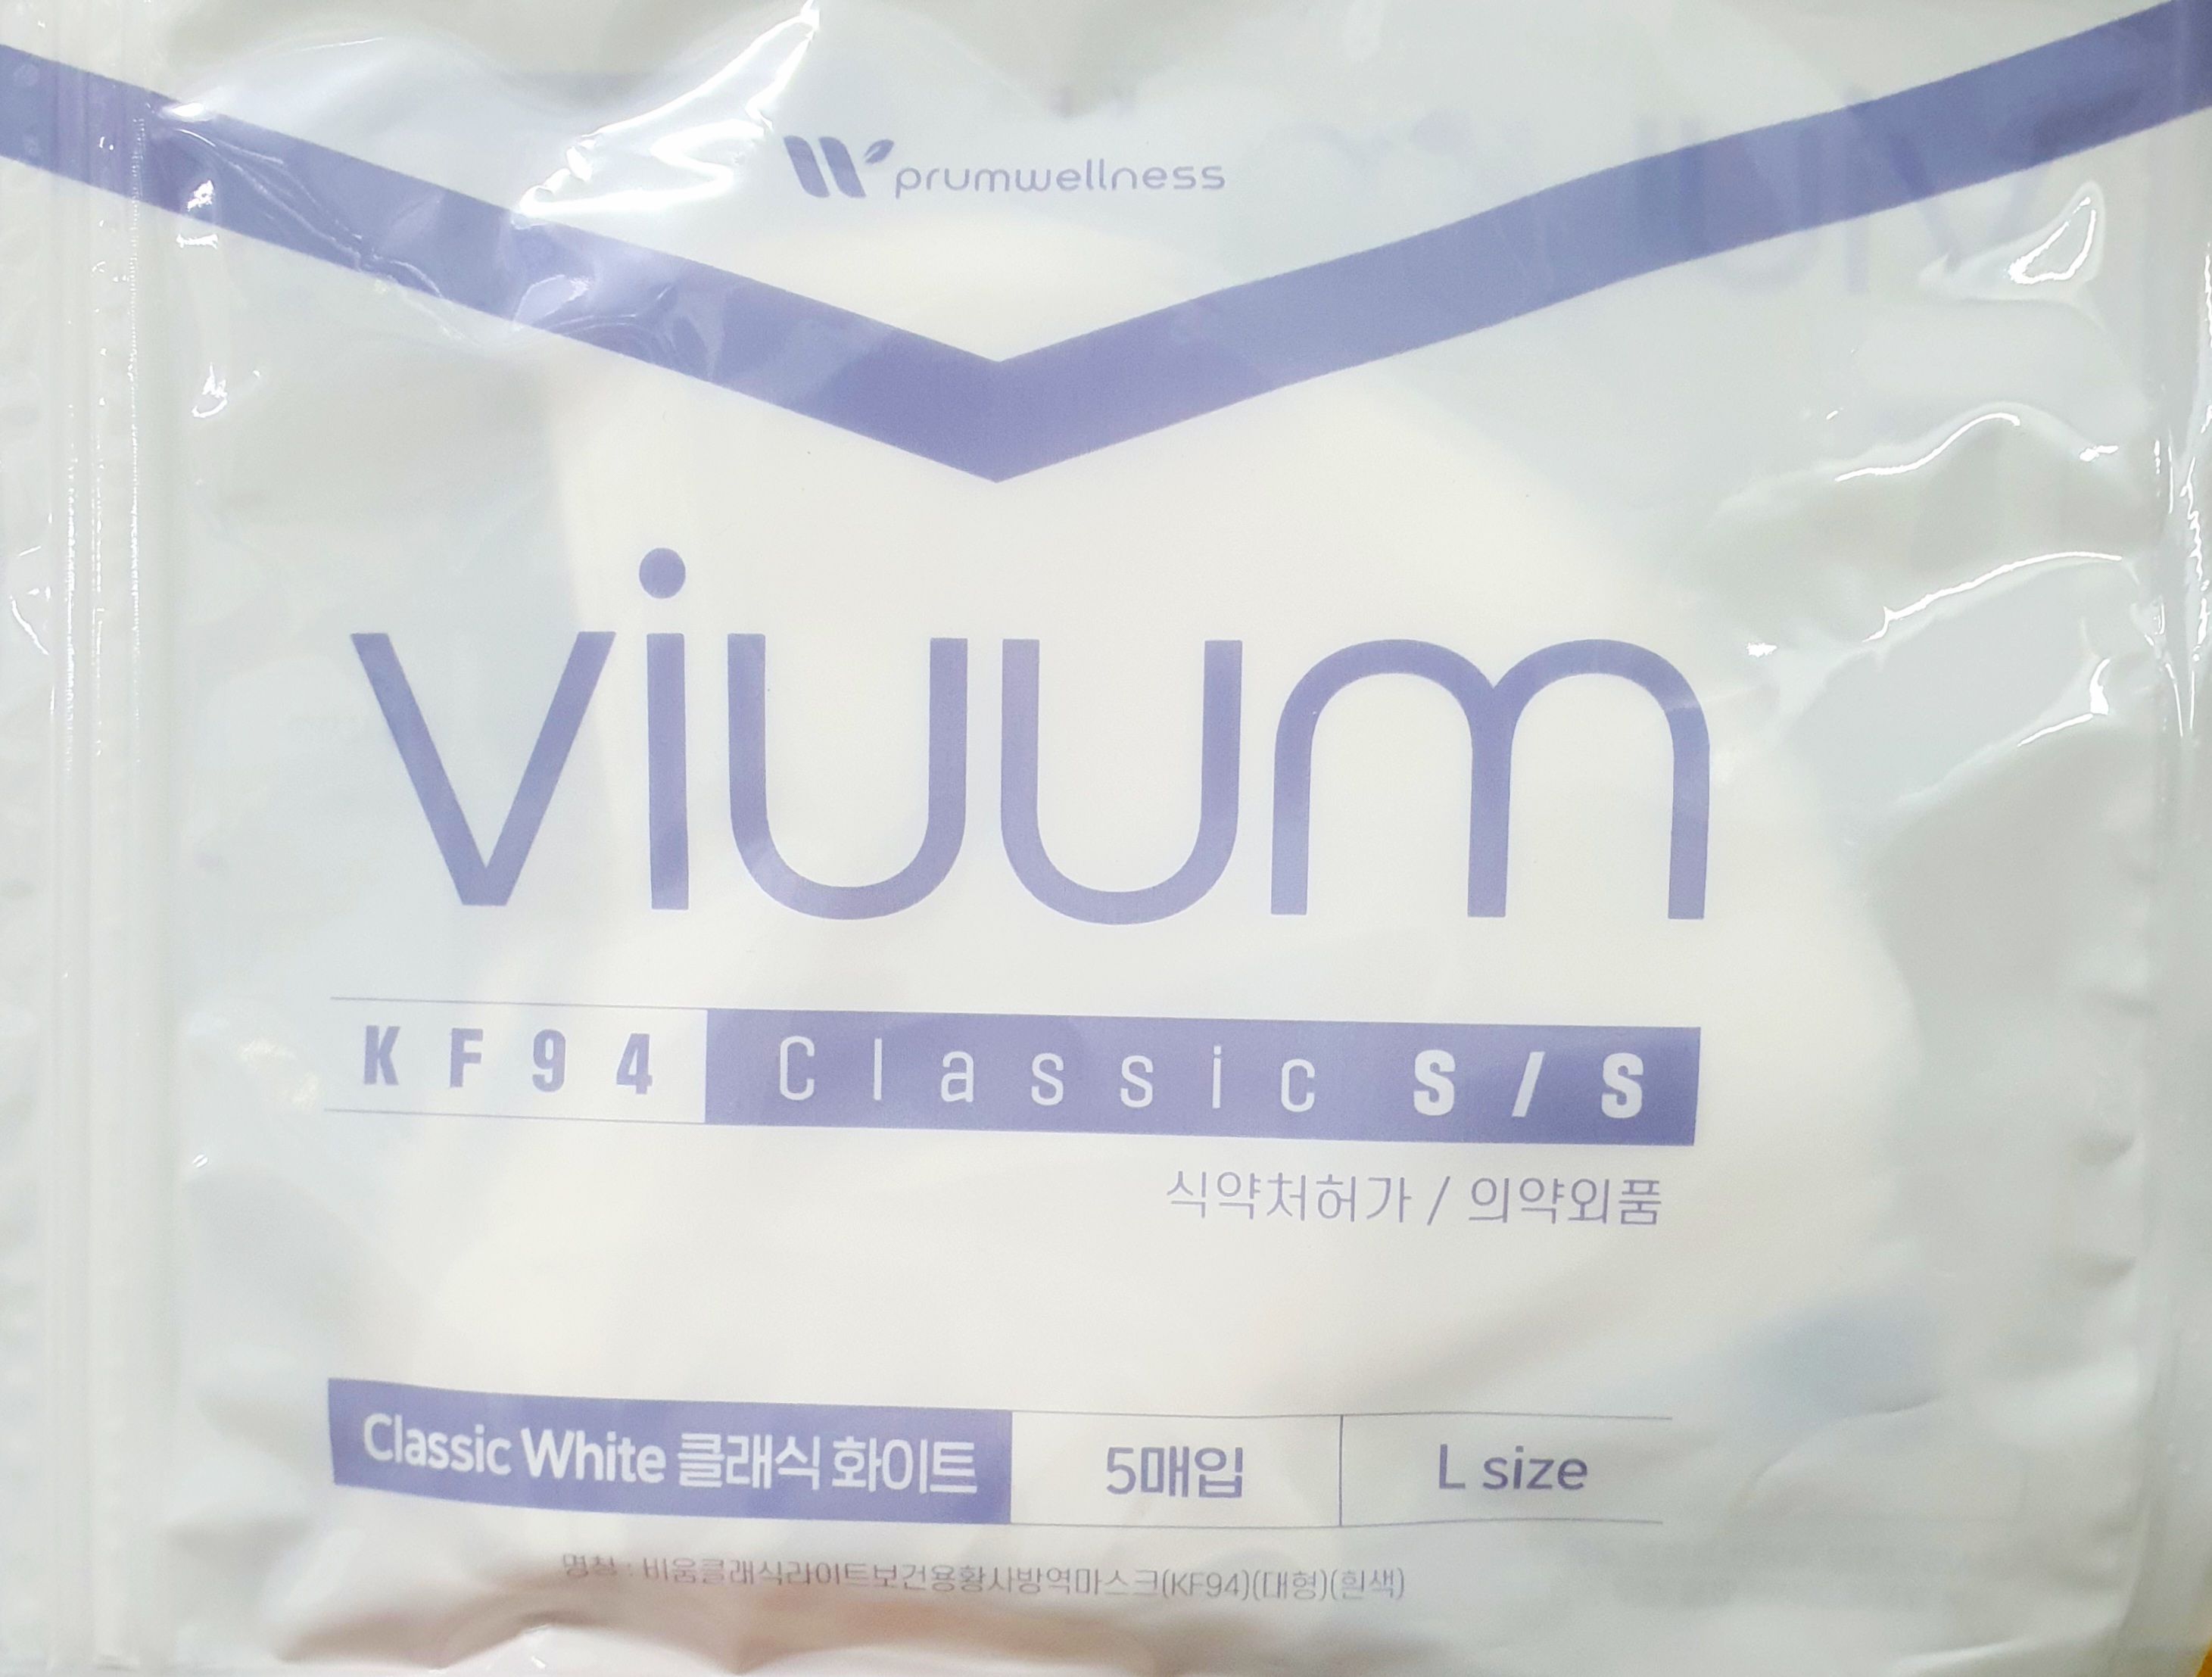 prumwellness
viuum
KF94 Classic S/S
식약처허가 / 의약외품
Classic White 클래식 화이트 5매입 L size
명칭 : 비움클래식라이트보건용황사방역마스크(KF94)(대형)(흰색)